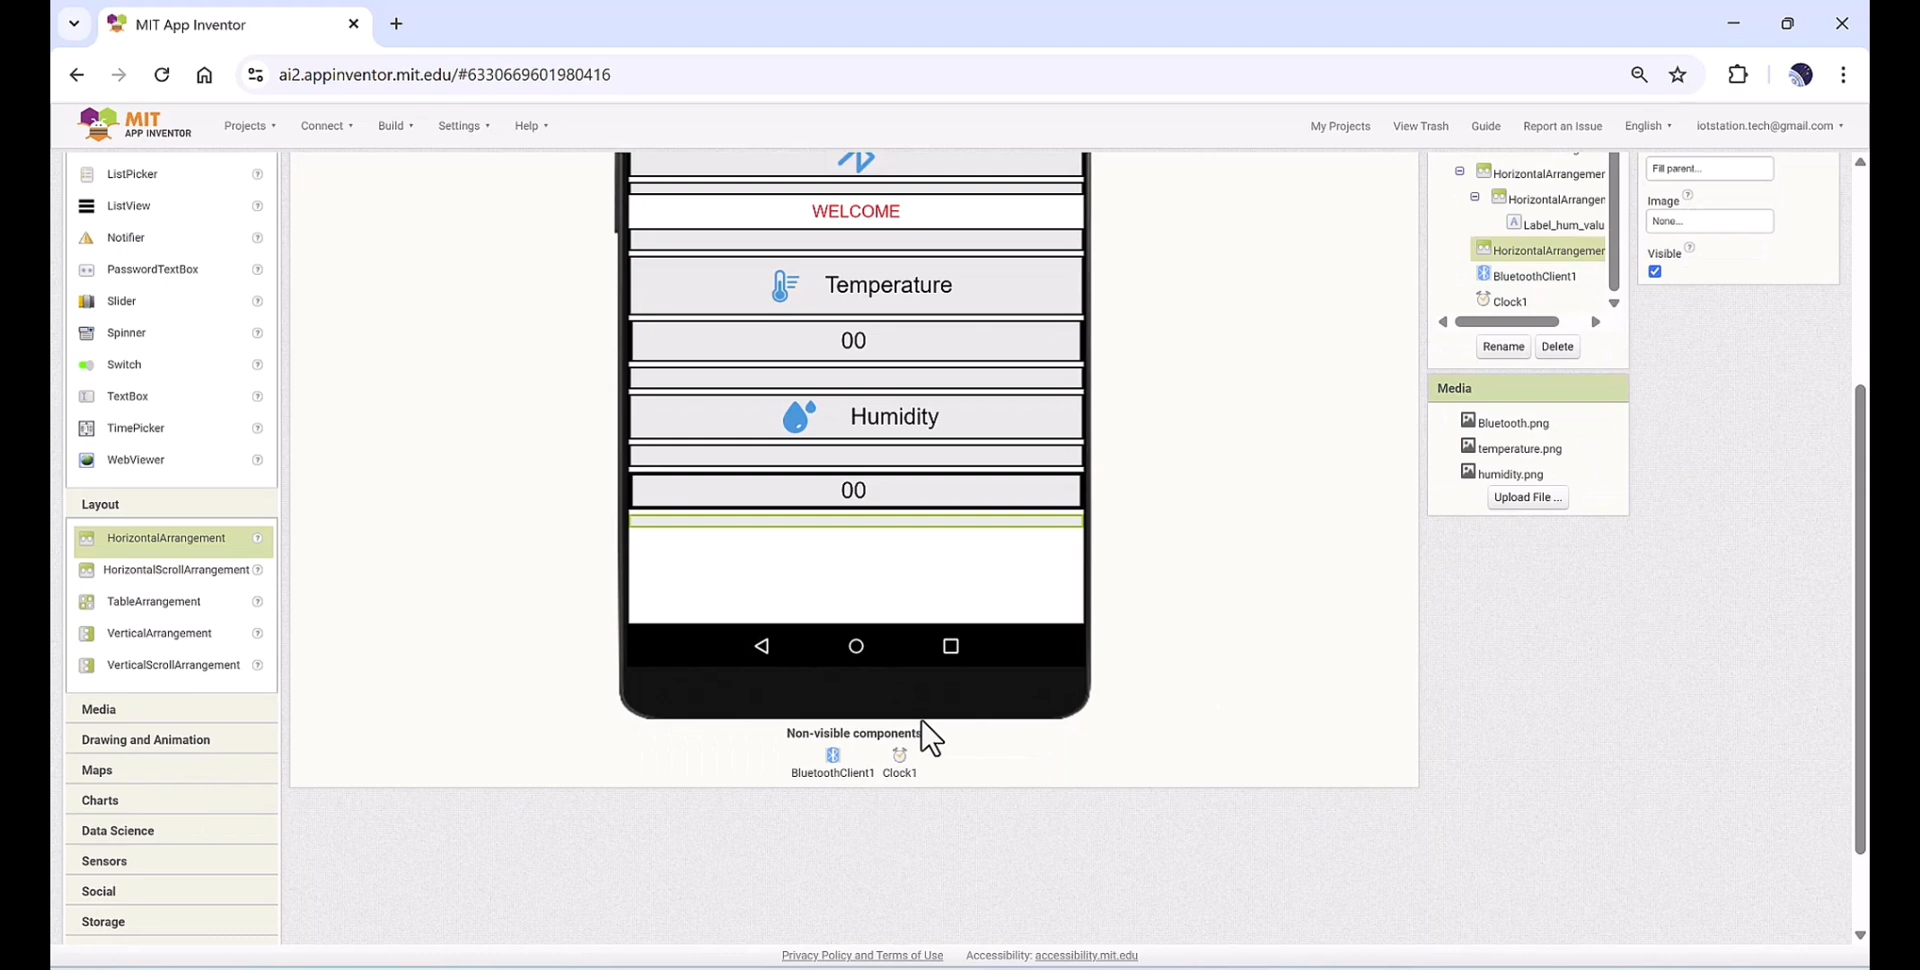 MIT App Inventor
ai2.appinventor.mit.edu/#6330669601980416
MIT
APP INVENTOR
Projects
Connect
Build
Settings
Help
My Projects
View Trash
Guide
Report an Issue
English
iotstation.tech@gmail.com
ListPicker
ListView
Notifier
PasswordTextBox
Slider
Spinner
Switch
TextBox
TimePicker
WebViewer
Layout
HorizontalArrangement
HorizontalScrollArrangement
TableArrangement
VerticalArrangement
VerticalScrollArrangement
Media
Drawing and Animation
Maps
Charts
Data Science
Sensors
Social
Storage
WELCOME
Temperature
00
Humidity
00
Non-visible components
BluetoothClient1
Clock1
HorizontalArrangemer
HorizontalArranger
Label_hum_valu
HorizontalArrangemer
BluetoothClient1
Clock1
Rename
Delete
Media
Bluetooth.png
temperature.png
humidity.png
Upload File ...
Fill parent...
Image
None...
Visible
Privacy Policy and Terms of Use
Accessibility: accessibility.mit.edu